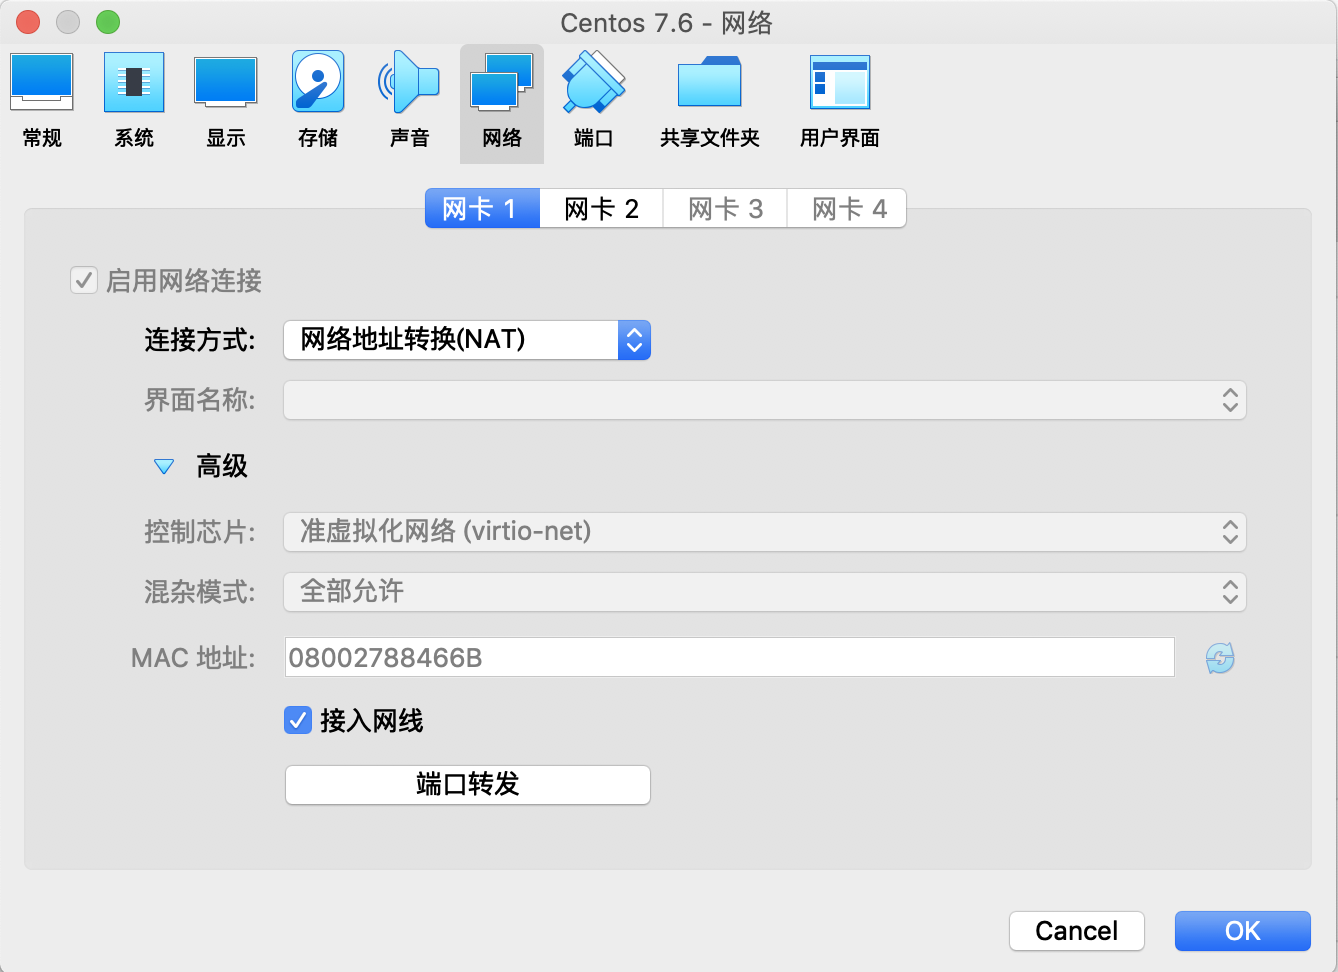 Centos 7.6 - 网络
常规 系统 显示 存储 声音 网络 端口 共享文件夹 用户界面
网卡 1 网卡 2 网卡 3 网卡 4
启用网络连接
连接方式: 网络地址转换(NAT)
界面名称:
高级
控制芯片: 准虚拟化网络 (virtio-net)
混杂模式: 全部允许
MAC 地址: 08002788466B
接入网线
端口转发
Cancel OK